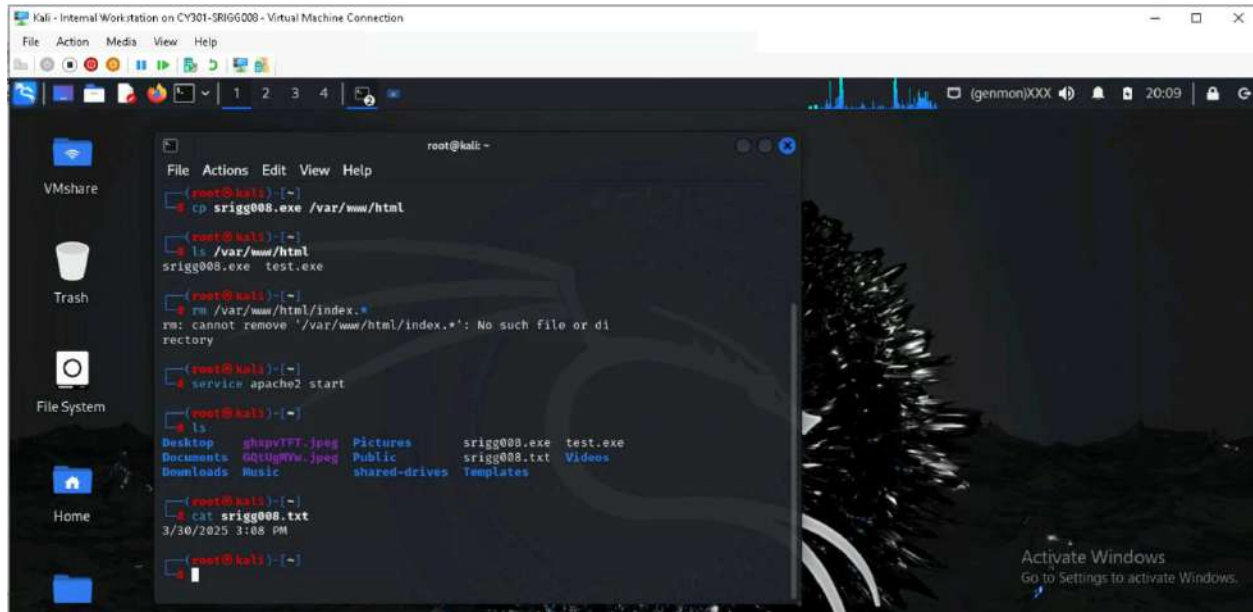 Kali - Internal Workstation on CY301-SRIGG008 - Virtual Machine Connection
File Action Media View Help
1 2 3 4 2 (genmon)XXX 20:09
root@kali: ~
File Actions Edit View Help
VMshare
Trash
File System
Home
(root㉿kali)-[~]
# cp srigg008.exe /var/www/html
(root㉿kali)-[~]
# ls /var/www/html
srigg008.exe test.exe
(root㉿kali)-[~]
# rm /var/www/html/index.*
rm: cannot remove '/var/www/html/index.*': No such file or di
rectory
(root㉿kali)-[~]
# service apache2 start
(root㉿kali)-[~]
# ls
Desktop ghxpvTFT.jpeg Pictures srigg008.exe test.exe
Documents GQtUgMYw.jpeg Public srigg008.txt Videos
Downloads Music shared-drives Templates
(root㉿kali)-[~]
# cat srigg008.txt
3/30/2025 3:08 PM
(root㉿kali)-[~]
#
Activate Windows
Go to Settings to activate Windows.